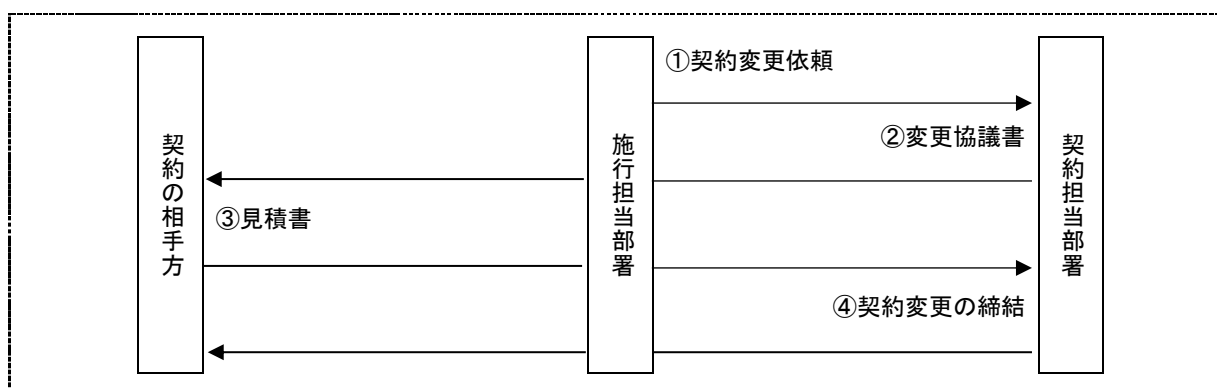 ①契約変更依頼
②変更協議書
契約の相手方
施行担当部署
契約担当部署
③見積書
④契約変更の締結